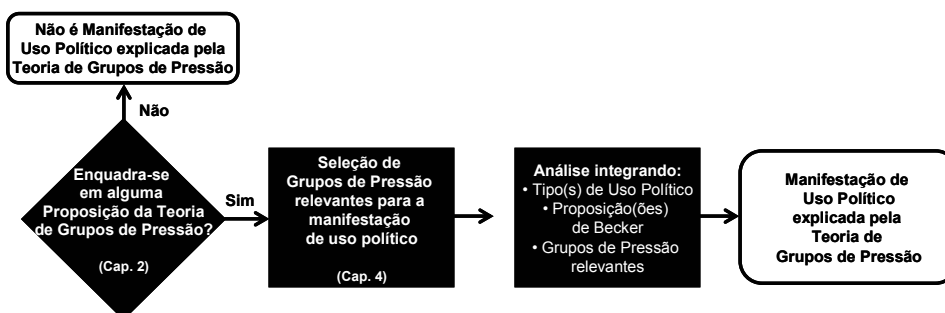 Não é Manifestação de
Uso Político explicada pela
Teoria de Grupos de Pressão
Não
Enquadra-se
em alguma
Proposição da Teoria
de Grupos de Pressão?
(Cap. 2)
Sim
Seleção de
Grupos de Pressão
relevantes para a
manifestação
de uso político
(Cap. 4)
Análise integrando:
• Tipo(s) de Uso Político
• Proposição(ões)
de Becker
• Grupos de Pressão
relevantes
Manifestação de
Uso Político
explicada pela
Teoria de
Grupos de Pressão